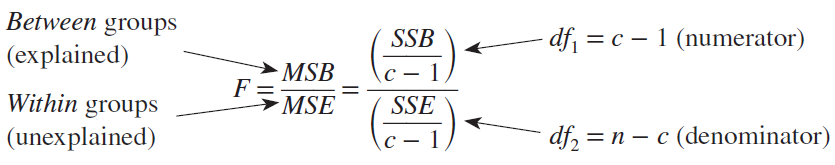 Between groups
(explained)
Within groups
(unexplained)
F = MSB / MSE = (SSB / c − 1) / (SSE / c − 1)
df₁ = c − 1 (numerator)
df₂ = n − c (denominator)